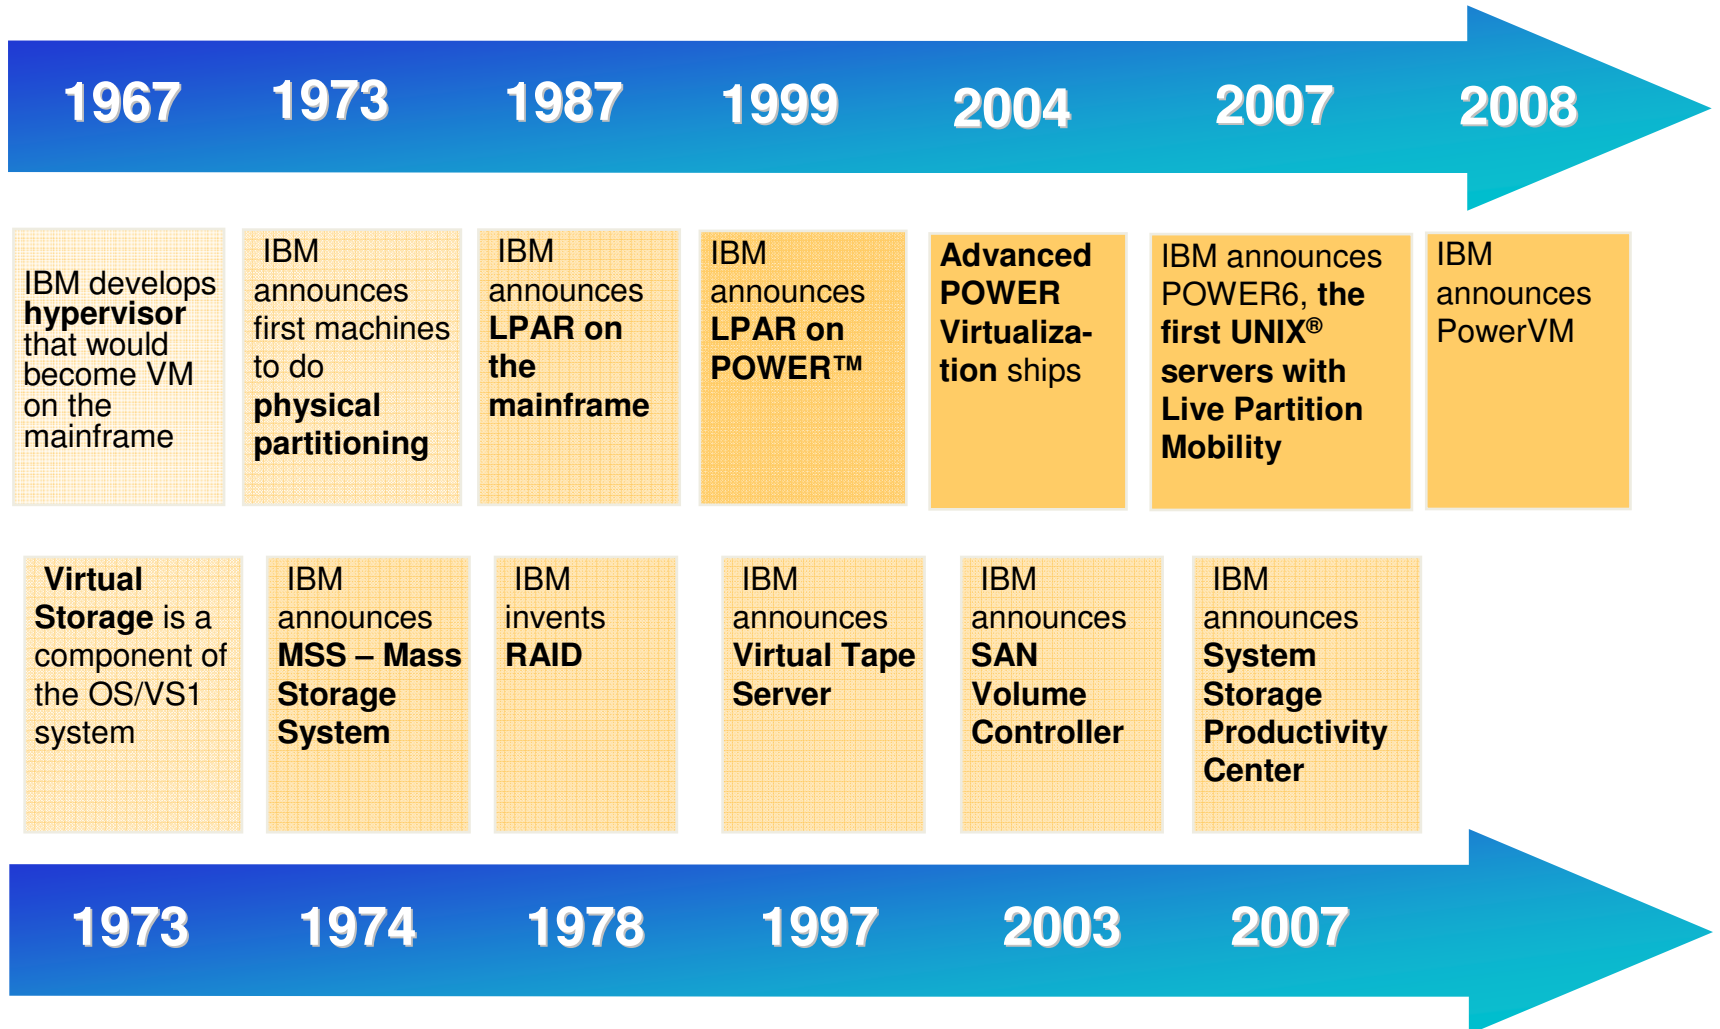 1967
1973
1987
1999
2004
2007
2008
IBM develops
hypervisor
that would
become VM
on the
mainframe
IBM
announces
first machines
to do
physical
partitioning
IBM
announces
LPAR on
the
mainframe
IBM
announces
LPAR on
POWER™
Advanced
POWER
Virtualiza-
tion ships
IBM announces
POWER6, the
first UNIX®
servers with
Live Partition
Mobility
IBM
announces
PowerVM
Virtual
Storage is a
component of
the OS/VS1
system
IBM
announces
MSS – Mass
Storage
System
IBM
invents
RAID
IBM
announces
Virtual Tape
Server
IBM
announces
SAN
Volume
Controller
IBM
announces
System
Storage
Productivity
Center
1973
1974
1978
1997
2003
2007